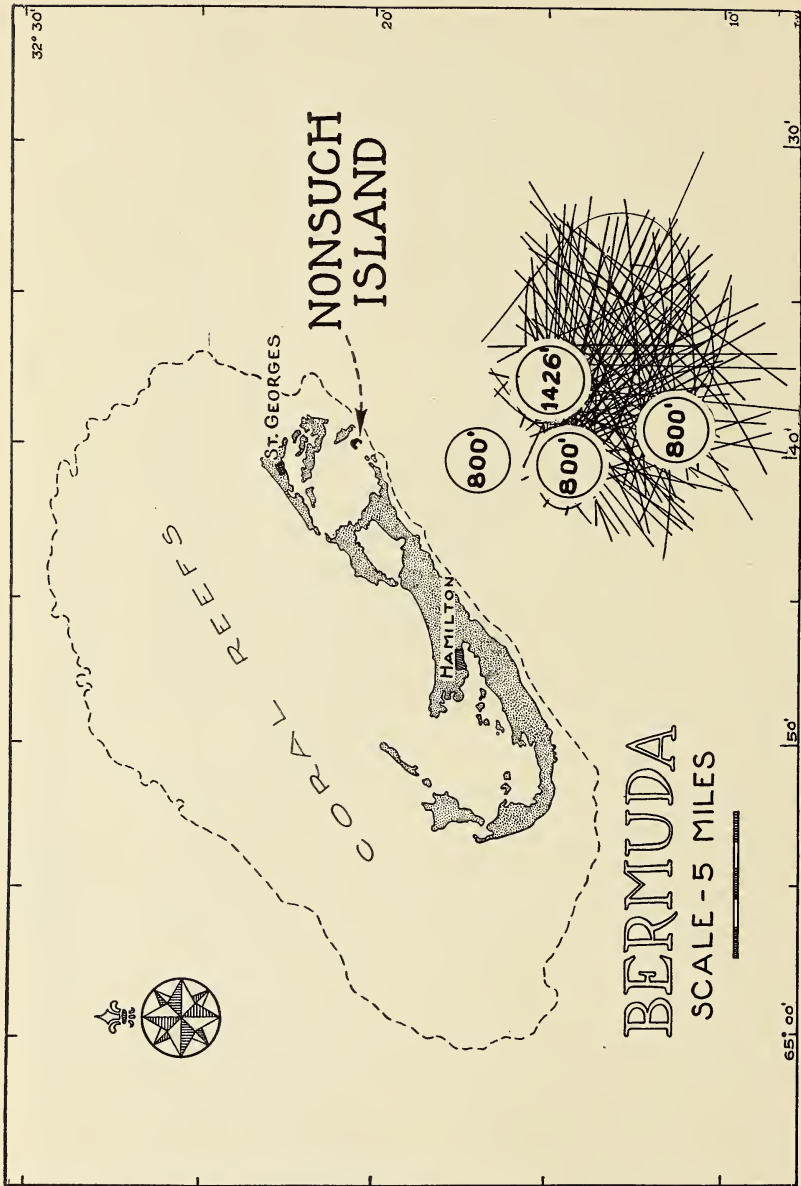 32° 30'
20'
10'
30'
NONSUCH
ISLAND
ST. GEORGES
CORAL REEFS
HAMILTON
1426'
800'
800'
800'
40'
50'
BERMUDA
SCALE - 5 MILES
65° 00'